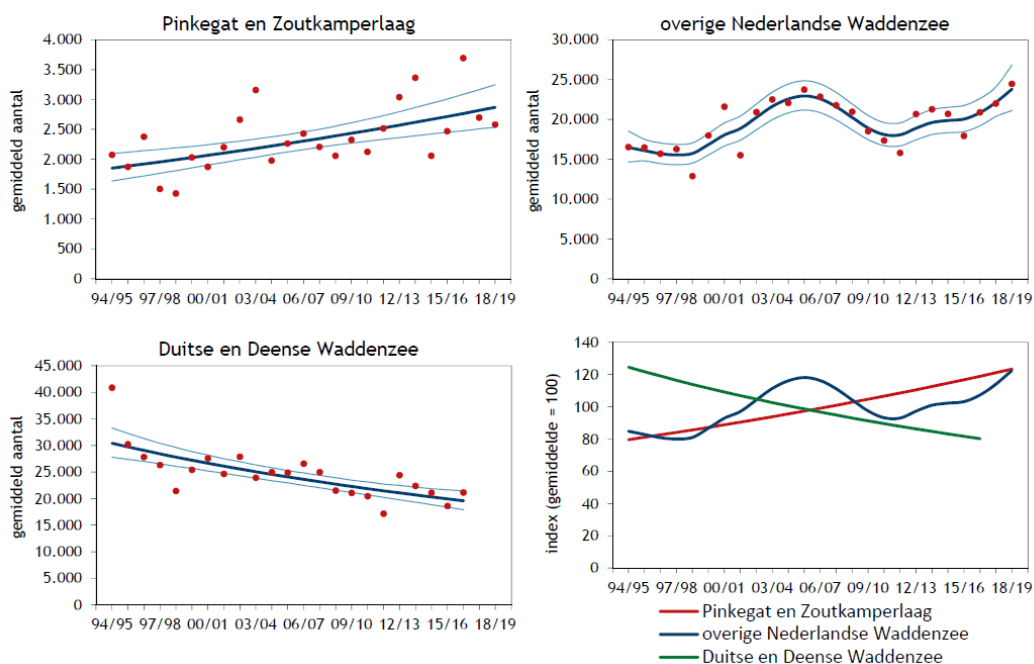 Pinkegat en Zoutkamperlaag
gemiddeld aantal
4.000
3.500
3.000
2.500
2.000
1.500
1.000
500
0
94/95 97/98 00/01 03/04 06/07 09/10 12/13 15/16 18/19
overige Nederlandse Waddenzee
gemiddeld aantal
30.000
25.000
20.000
15.000
10.000
5.000
0
94/95 97/98 00/01 03/04 06/07 09/10 12/13 15/16 18/19
Duitse en Deense Waddenzee
gemiddeld aantal
45.000
40.000
35.000
30.000
25.000
20.000
15.000
10.000
5.000
0
94/95 97/98 00/01 03/04 06/07 09/10 12/13 15/16 18/19
index (gemiddelde = 100)
140
120
100
80
60
40
20
0
94/95 97/98 00/01 03/04 06/07 09/10 12/13 15/16 18/19
Pinkegat en Zoutkamperlaag
overige Nederlandse Waddenzee
Duitse en Deense Waddenzee